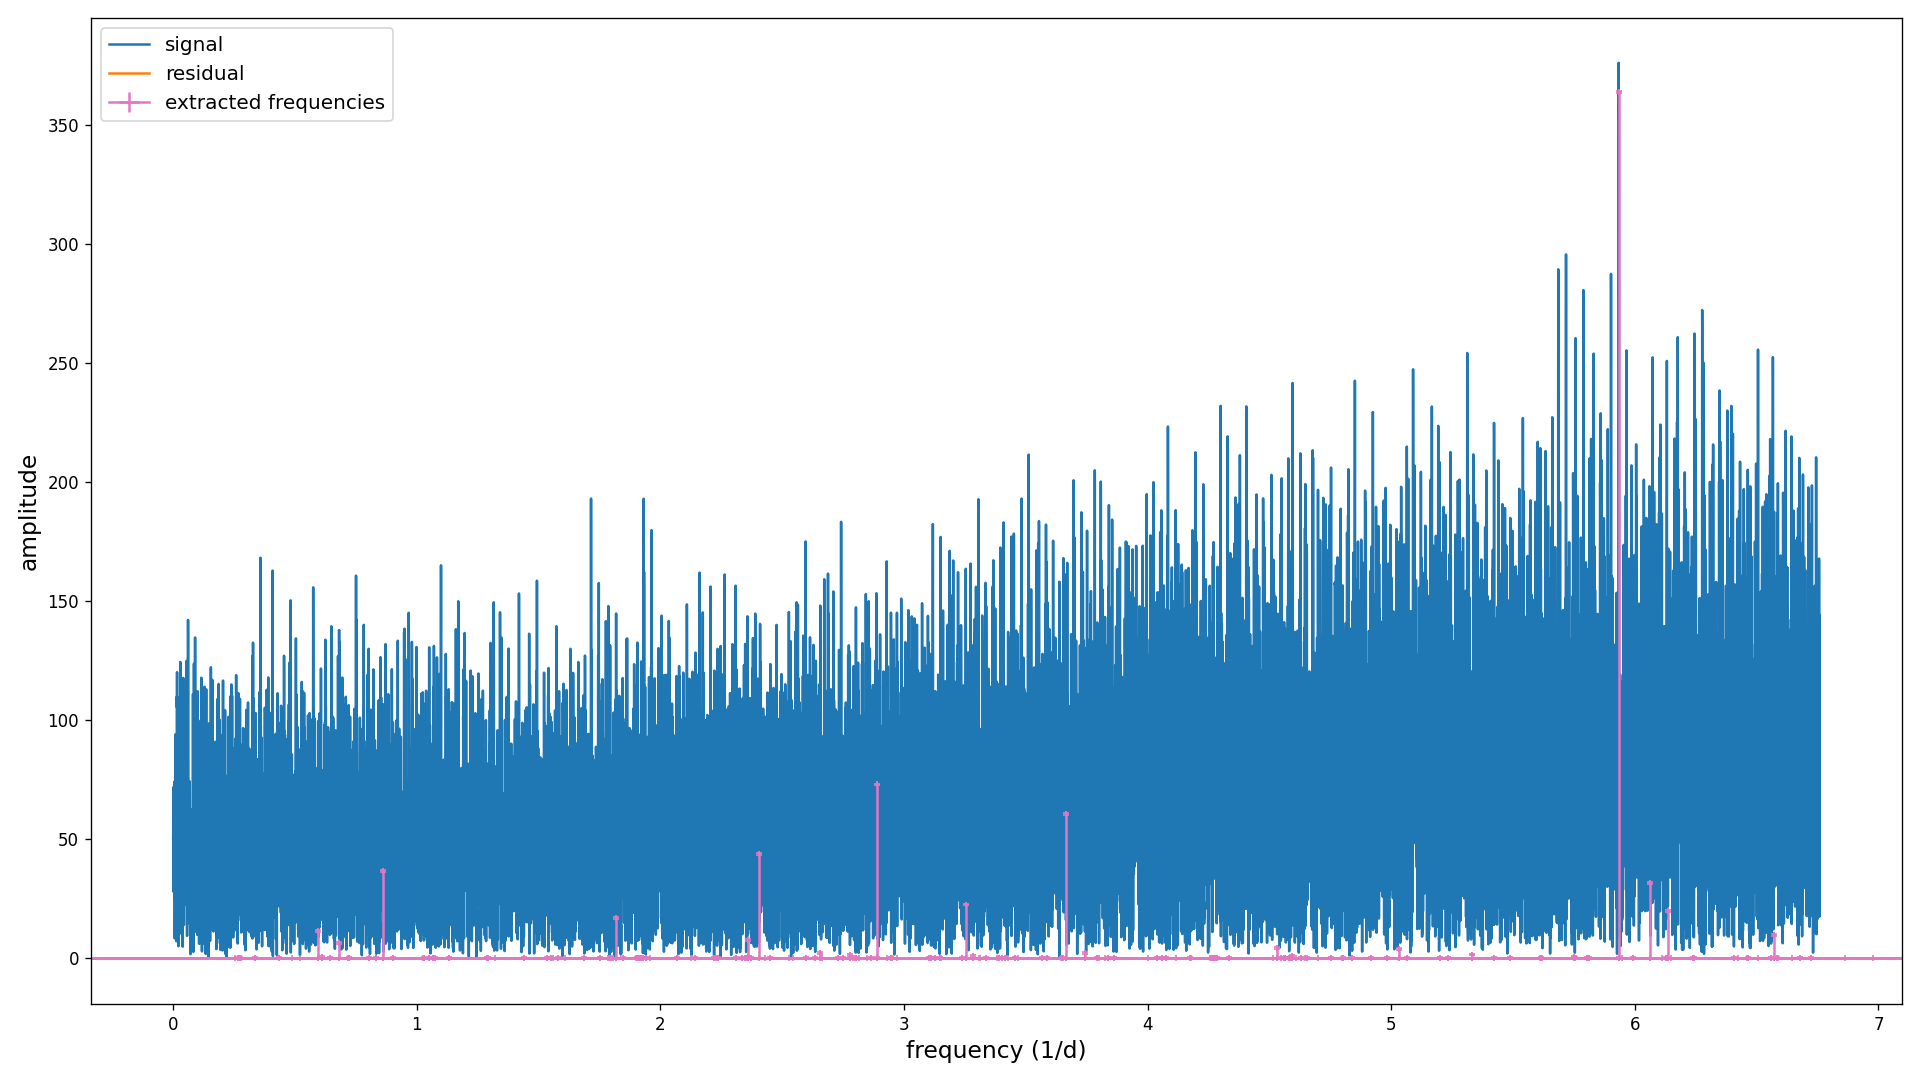 signal
residual
extracted frequencies
350
300
250
200
150
100
50
0
amplitude
0 1 2 3 4 5 6 7
frequency (1/d)